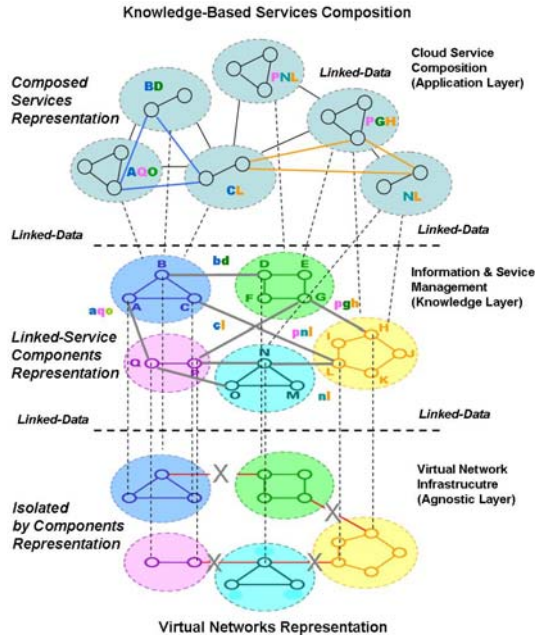 Knowledge-Based Services Composition
Cloud Service
Composition
(Application Layer)
Linked-Data
Composed
Services
Representation
BD
PNL
PGH
AQO
CL
NL
Linked-Data
Linked-Data
Information & Sevice
Management
(Knowledge Layer)
bd
B
D
E
A
C
F
G
aqo
pgh
cl
pnl
H
I
J
Linked-Service
Components
Representation
Q
P
N
L
K
O
M
nl
Linked-Data
Linked-Data
Virtual Network
Infrastrucutre
(Agnostic Layer)
Isolated
by Components
Representation
X
X
X
X
Virtual Networks Representation